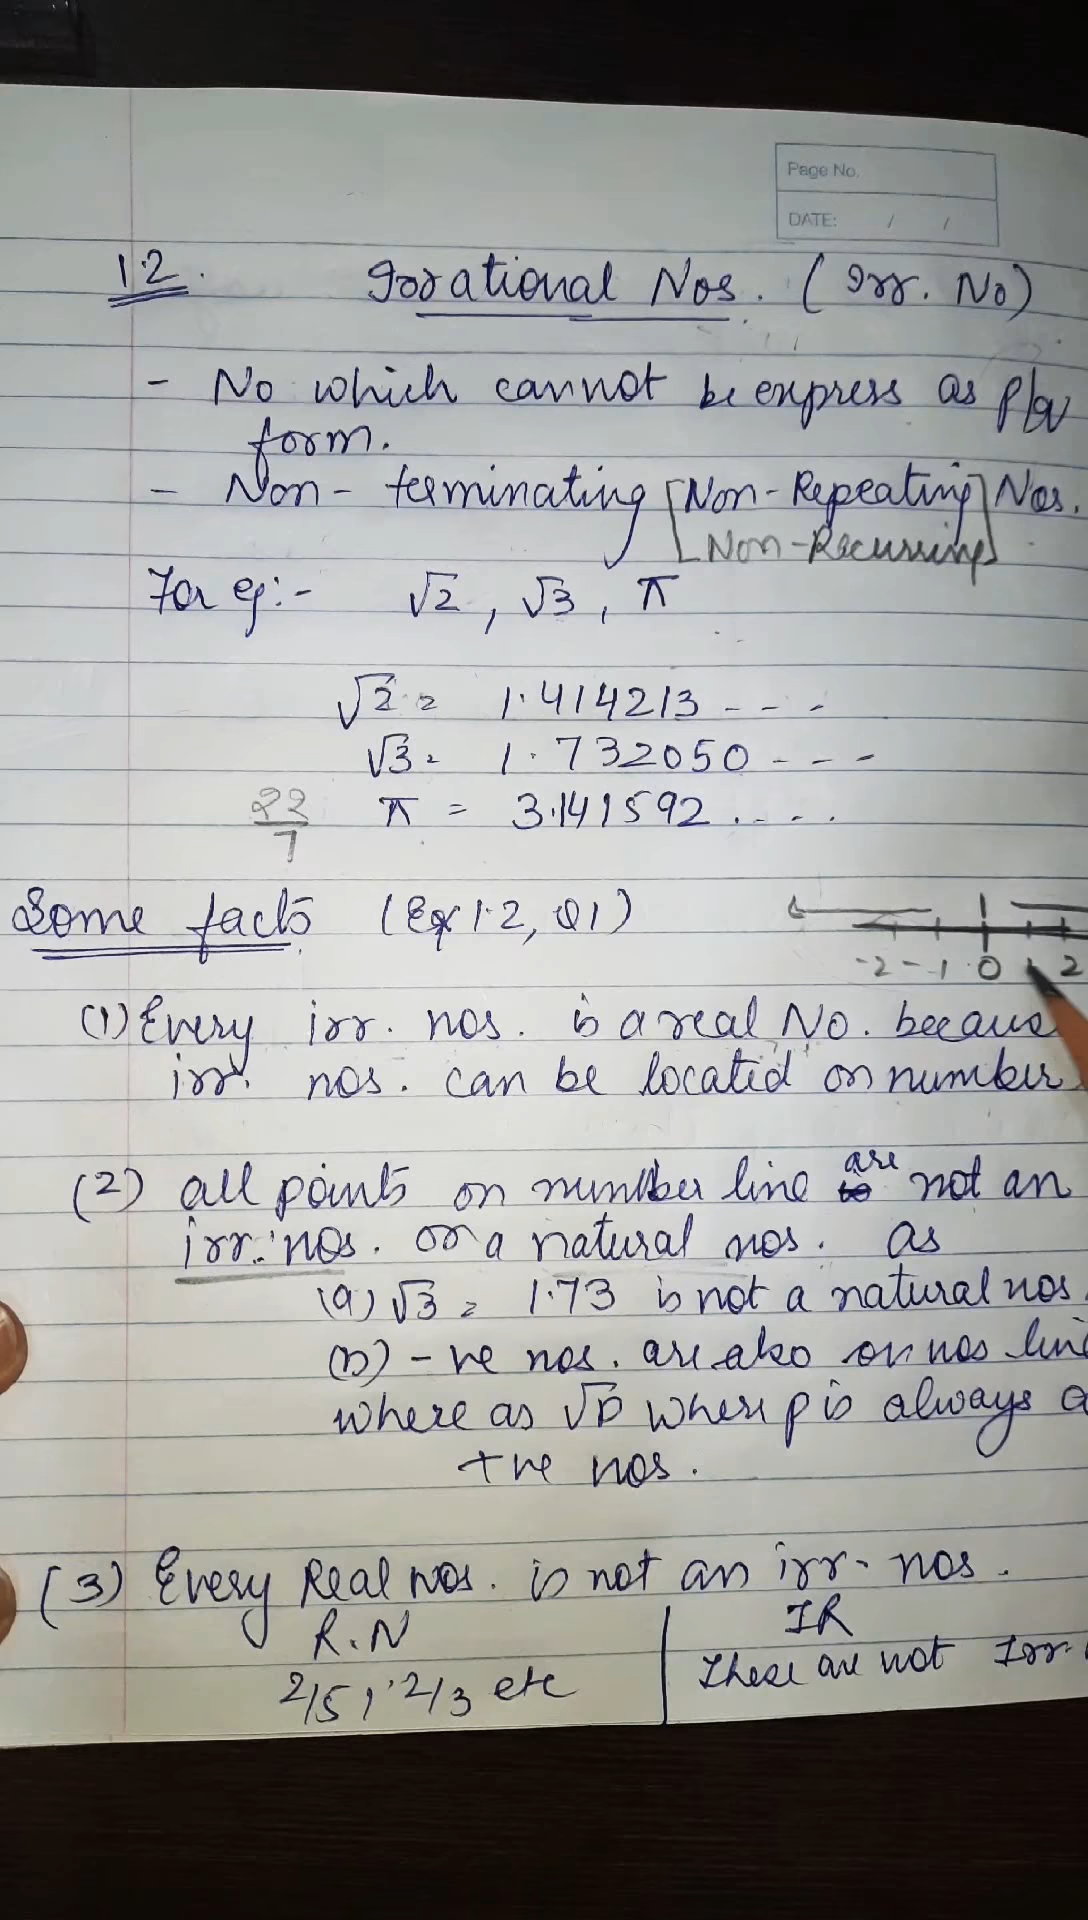 Page No.
DATE: / /
1.2. Irrational Nos. (Irr. No)
- No which cannot be express as p/q
form.
- Non- terminating [Non-Repeating] Nos.
[Non-Recurring]
For eg:- √2, √3, π
√2 = 1.414213 - - -
√3 = 1.732050 - - -
22/7 π = 3.141592 . - - .
Some facts (Ex 1.2, Q1)
-2 -1 0 1 2
(1) Every irr. nos. is a real No. because
irr. nos. can be located on number
(2) all points on number line are not an
irr. nos. or a natural nos. as
(a) √3 = 1.73 is not a natural nos.
(b) -ve nos. are also on nos line
where as √p where p is always a
+ve nos.
(3) Every Real nos. is not an irr- nos.
R.N IR
2/5, 2/3 etc These are not Irr.